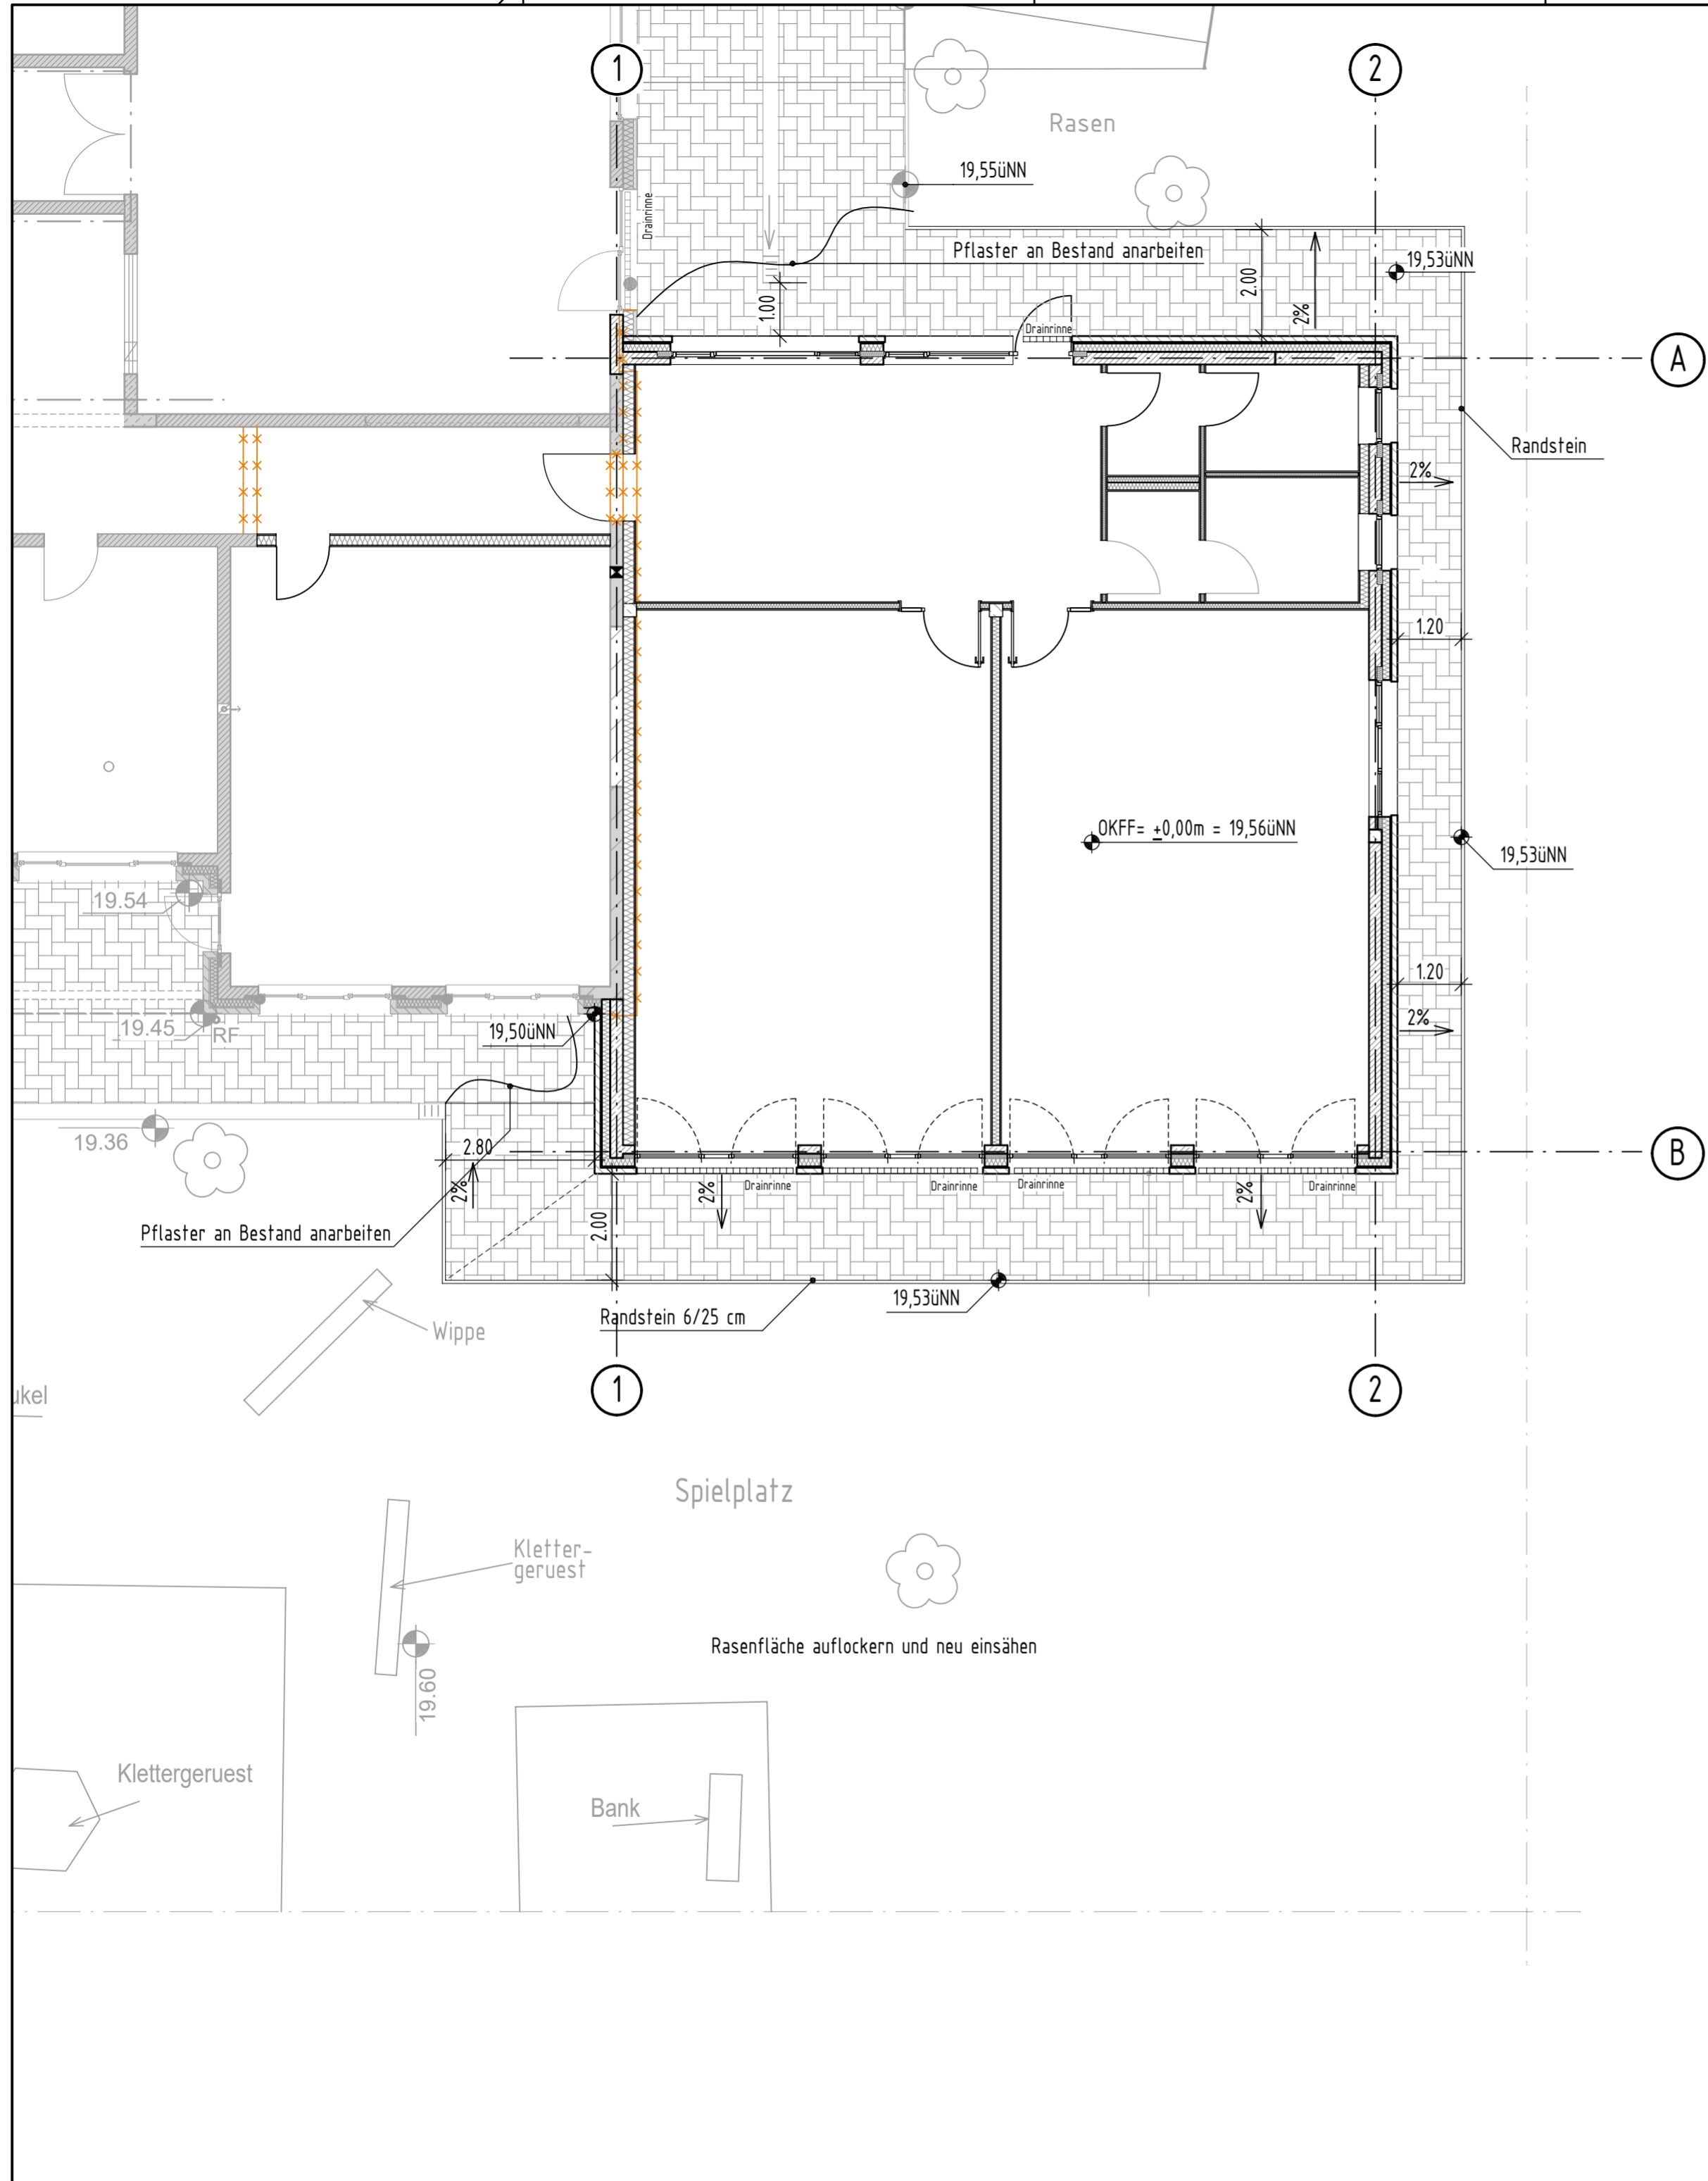 1
2
Rasen
19,55üNN
Drainrinne
Pflaster an Bestand anarbeiten
19,53üNN
2.00
2%
1.00
Drainrinne
A
Randstein
2%
1.20
OKFF= ±0,00m = 19,56üNN
19,53üNN
19.54
1.20
19.45
RF
19,50üNN
2%
19.36
2.80
B
2%
2%
Drainrinne
Drainrinne
Drainrinne
2%
Drainrinne
2.00
Pflaster an Bestand anarbeiten
19,53üNN
Randstein 6/25 cm
Wippe
1
2
ukel
Spielplatz
Kletter-
geruest
Rasenfläche auflockern und neu einsähen
19.60
Klettergeruest
Bank